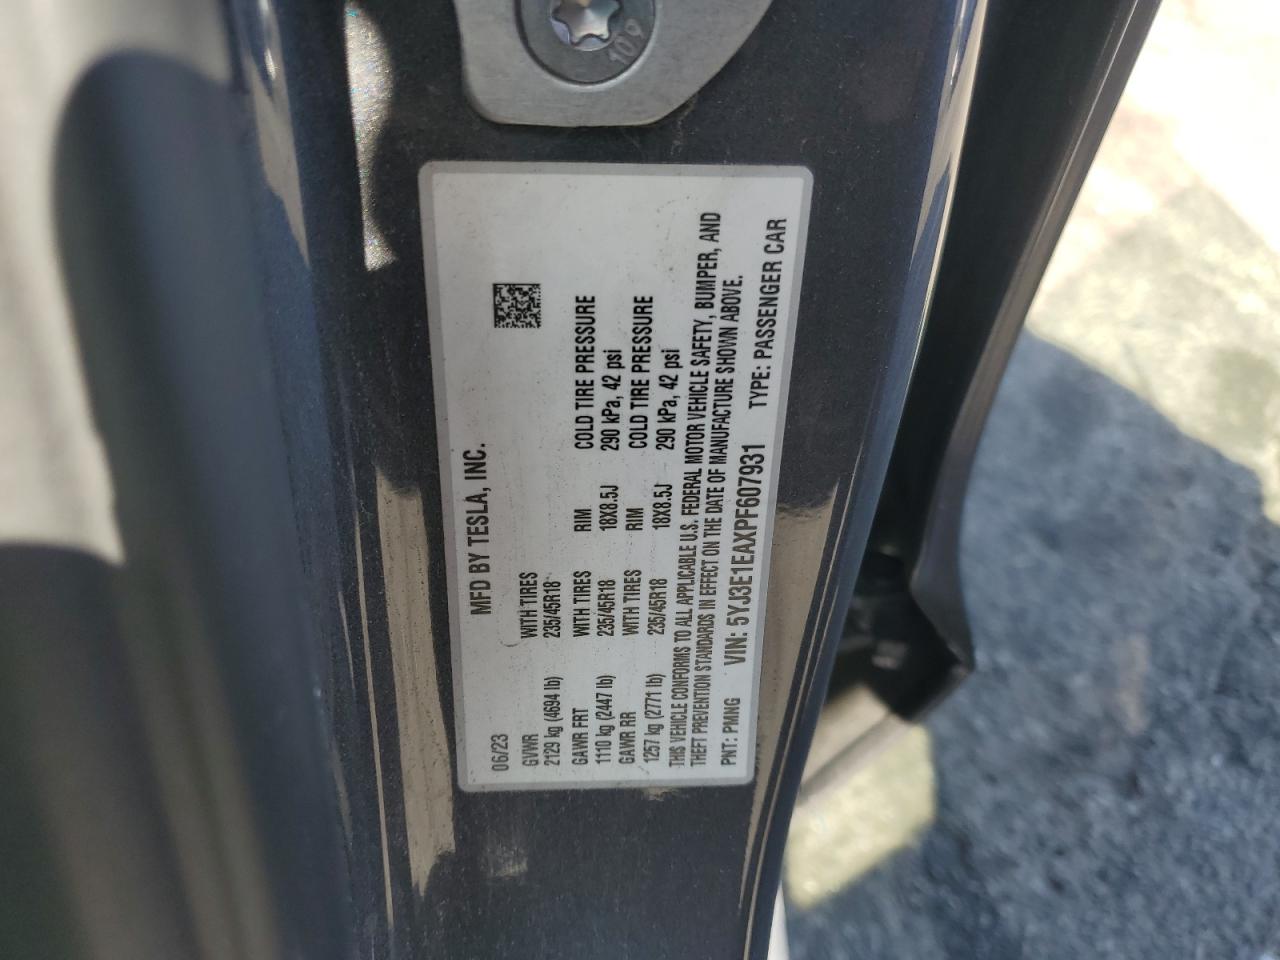 10.9
MFD BY TESLA, INC.
06/23
GVWR WITH TIRES
2129 kg (4694 lb) 235/45R18
GAWR FRT WITH TIRES RIM COLD TIRE PRESSURE
1110 kg (2447 lb) 235/45R18 18X8.5J 290 kPa, 42 psi
GAWR RR WITH TIRES RIM COLD TIRE PRESSURE
1257 kg (2771 lb) 235/45R18 18X8.5J 290 kPa, 42 psi
THIS VEHICLE CONFORMS TO ALL APPLICABLE U.S. FEDERAL MOTOR VEHICLE SAFETY, BUMPER, AND
THEFT PREVENTION STANDARDS IN EFFECT ON THE DATE OF MANUFACTURE SHOWN ABOVE.
PNT: PMNG VIN: 5YJ3E1EAXPF607931 TYPE: PASSENGER CAR